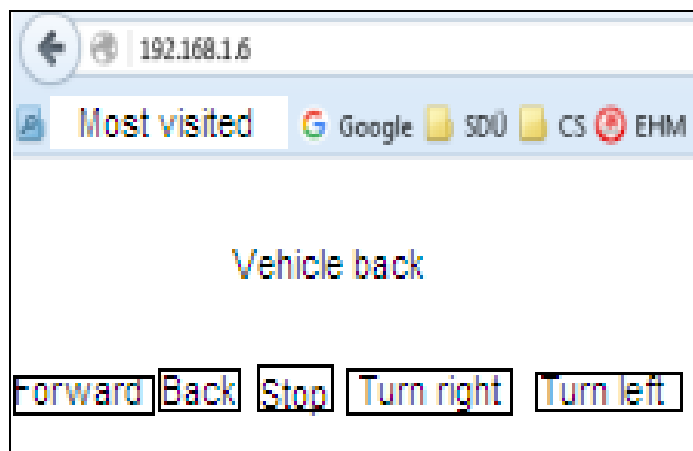 192.168.1.6
Most visited Google SDÜ CS EHM
Vehicle back
Forward Back Stop Turn right Turn left